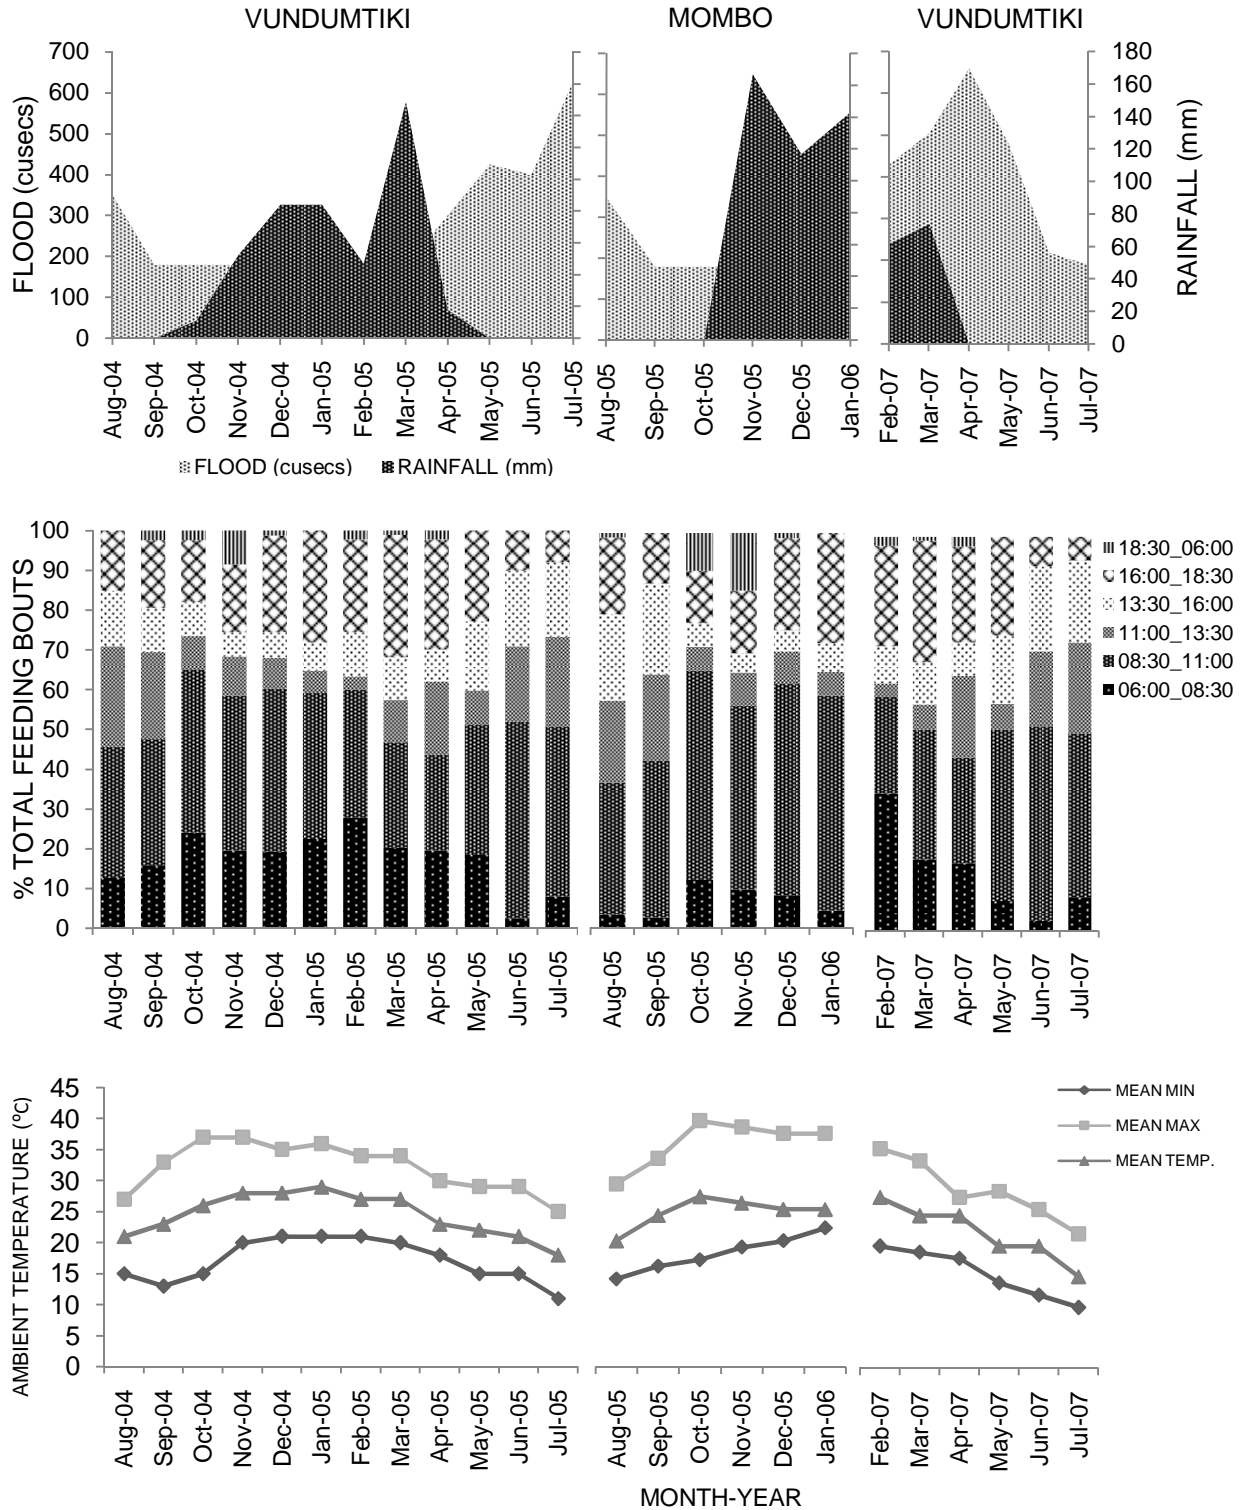 VUNDUMTIKI MOMBO VUNDUMTIKI
FLOOD (cusecs)
700
600
500
400
300
200
100
0
180
160
140
120
100
80
60
40
20
0
RAINFALL (mm)
Aug-04 Sep-04 Oct-04 Nov-04 Dec-04 Jan-05 Feb-05 Mar-05 Apr-05 May-05 Jun-05 Jul-05
Aug-05 Sep-05 Oct-05 Nov-05 Dec-05 Jan-06
Feb-07 Mar-07 Apr-07 May-07 Jun-07 Jul-07
FLOOD (cusecs) RAINFALL (mm)
% TOTAL FEEDING BOUTS
100
90
80
70
60
50
40
30
20
10
0
18:30_06:00
16:00_18:30
13:30_16:00
11:00_13:30
08:30_11:00
06:00_08:30
Aug-04 Sep-04 Oct-04 Nov-04 Dec-04 Jan-05 Feb-05 Mar-05 Apr-05 May-05 Jun-05 Jul-05
Aug-05 Sep-05 Oct-05 Nov-05 Dec-05 Jan-06
Feb-07 Mar-07 Apr-07 May-07 Jun-07 Jul-07
AMBIENT TEMPERATURE (ºC)
45
40
35
30
25
20
15
10
5
0
MEAN MIN
MEAN MAX
MEAN TEMP.
Aug-04 Sep-04 Oct-04 Nov-04 Dec-04 Jan-05 Feb-05 Mar-05 Apr-05 May-05 Jun-05 Jul-05
Aug-05 Sep-05 Oct-05 Nov-05 Dec-05 Jan-06
Feb-07 Mar-07 Apr-07 May-07 Jun-07 Jul-07
MONTH-YEAR